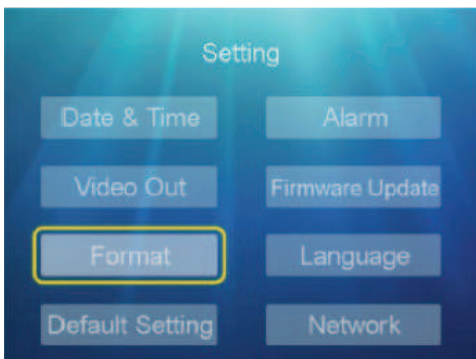 Setting
Date & Time
Alarm
Video Out
Firmware Update
Format
Language
Default Setting
Network